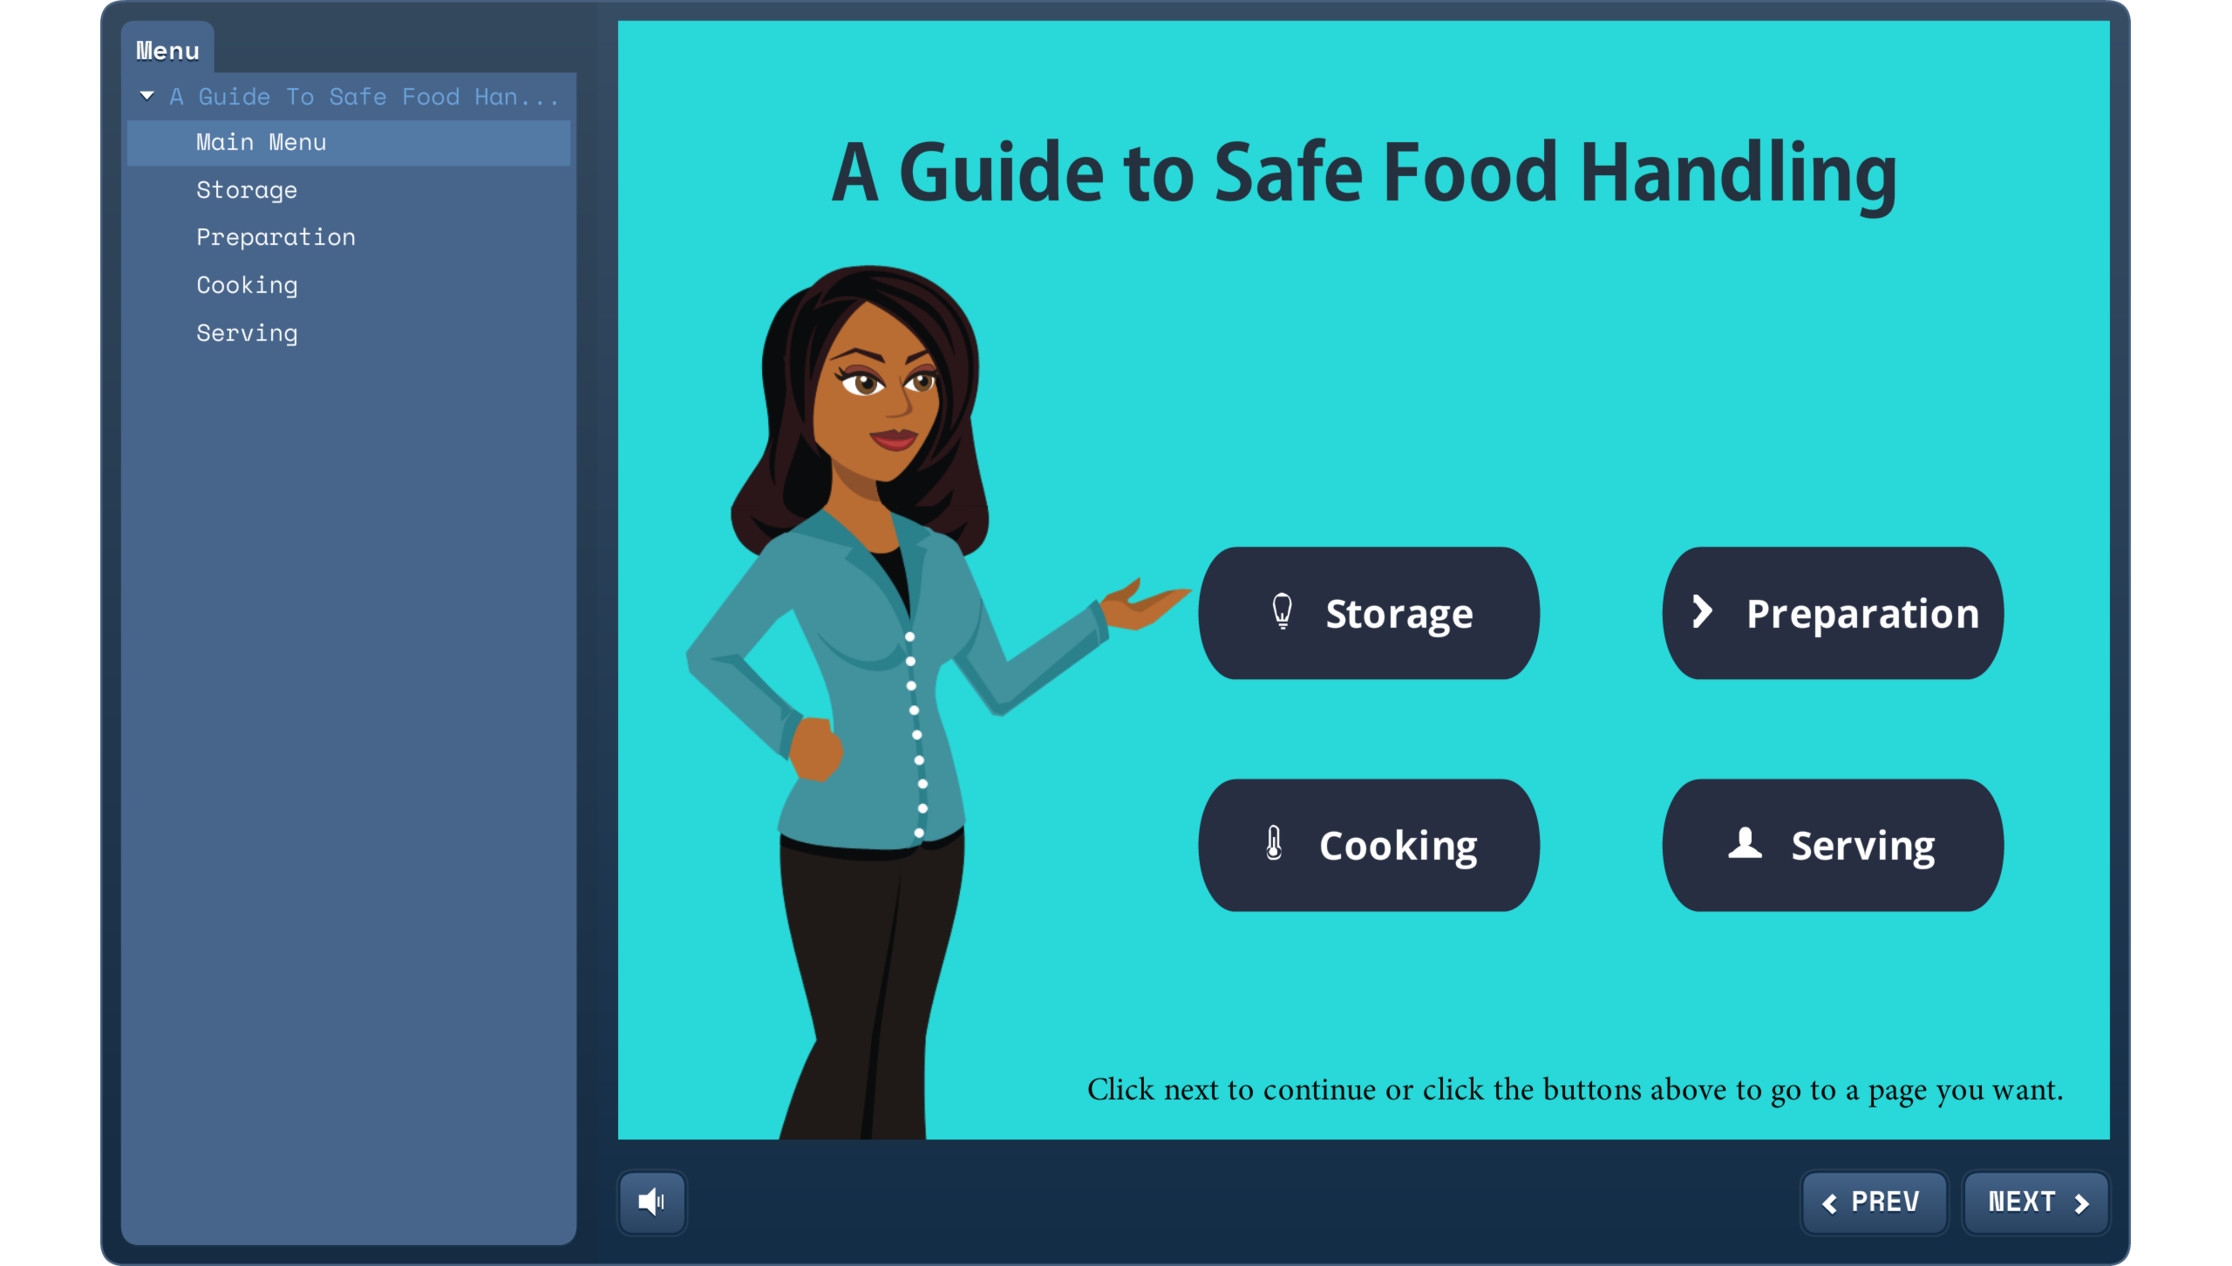 Menu
A Guide To Safe Food Han...
Main Menu
Storage
Preparation
Cooking
Serving
A Guide to Safe Food Handling
Storage
Preparation
Cooking
Serving
Click next to continue or click the buttons above to go to a page you want.
PREV
NEXT